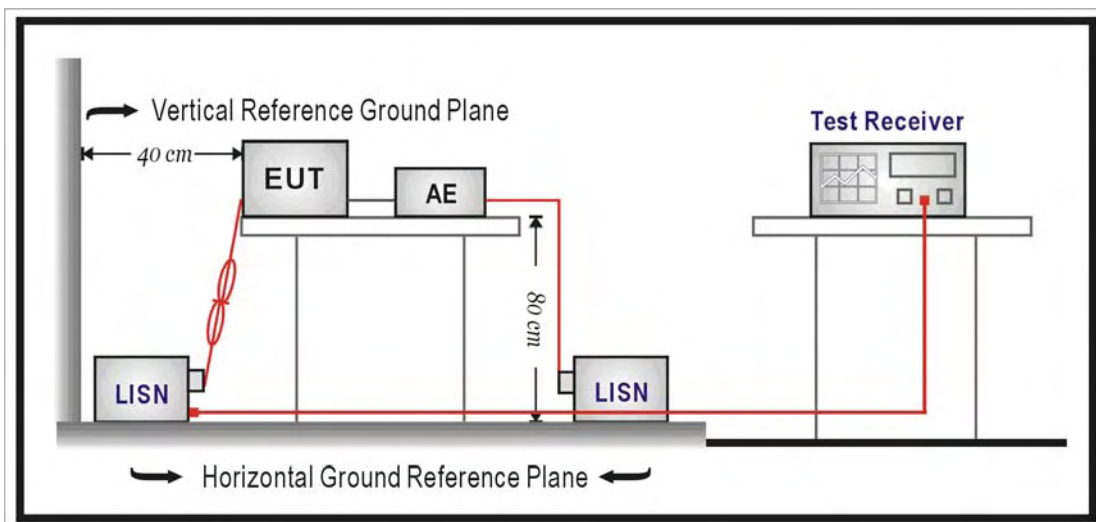 Vertical Reference Ground Plane
Test Receiver
40 cm
EUT
AE
80 cm
LISN
LISN
Horizontal Ground Reference Plane